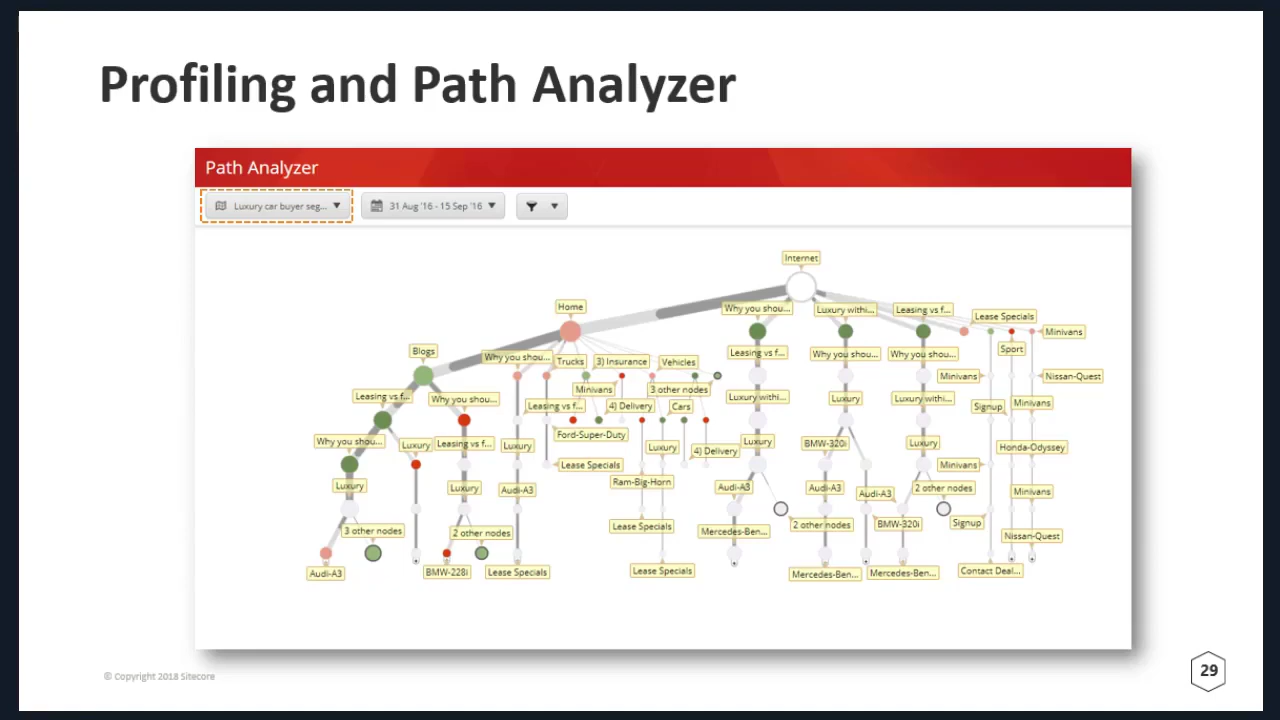 Profiling and Path Analyzer
Path Analyzer
Luxury car buyer seg...
31 Aug '16 - 15 Sep '16
Internet
Home
Why you shou...
Luxury withi...
Leasing vs f...
Lease Specials
Minivans
Blogs
Why you shou...
Trucks
3) Insurance
Vehicles
Leasing vs f...
Why you shou...
Why you shou...
Sport
Minivans
Nissan-Quest
Leasing vs f...
Why you shou...
Minivans
3 other nodes
Leasing vs f...
4) Delivery
Cars
Luxury withi...
Luxury
Luxury withi...
Signup
Minivans
Why you shou...
Luxury
Leasing vs f...
Luxury
Ford-Super-Duty
Luxury
4) Delivery
Luxury
BMW-320i
Luxury
Honda-Odyssey
Lease Specials
Minivans
Luxury
Luxury
Audi-A3
Ram-Big-Horn
Audi-A3
Audi-A3
Audi-A3
2 other nodes
Minivans
3 other nodes
2 other nodes
Lease Specials
Mercedes-Ben...
2 other nodes
BMW-320i
Signup
Nissan-Quest
Audi-A3
BMW-228i
Lease Specials
Lease Specials
Mercedes-Ben...
Mercedes-Ben...
Contact Deal...
© Copyright 2018 Sitecore
29